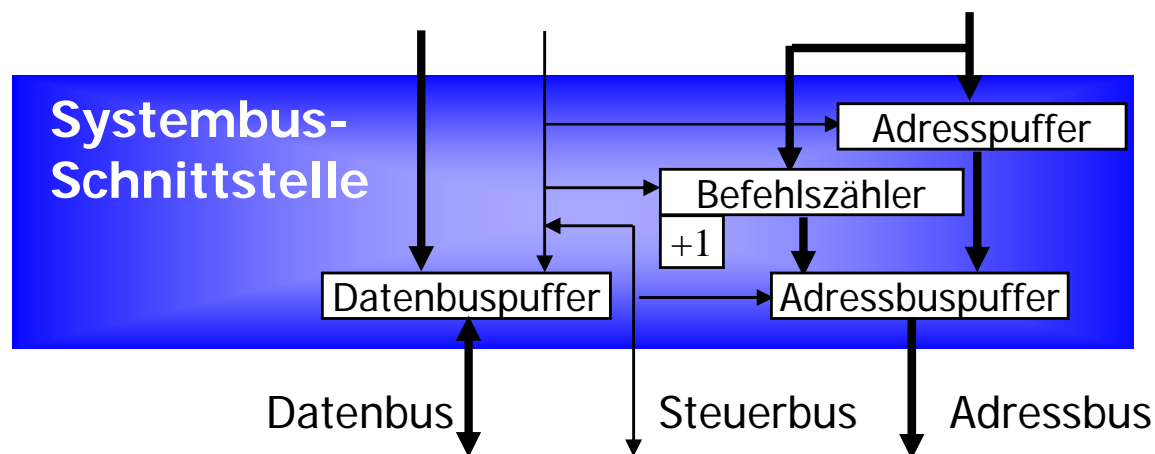 Systembus-
Schnittstelle
Adresspuffer
Befehlszähler
+1
Datenbuspuffer
Adressbuspuffer
Datenbus
Steuerbus
Adressbus